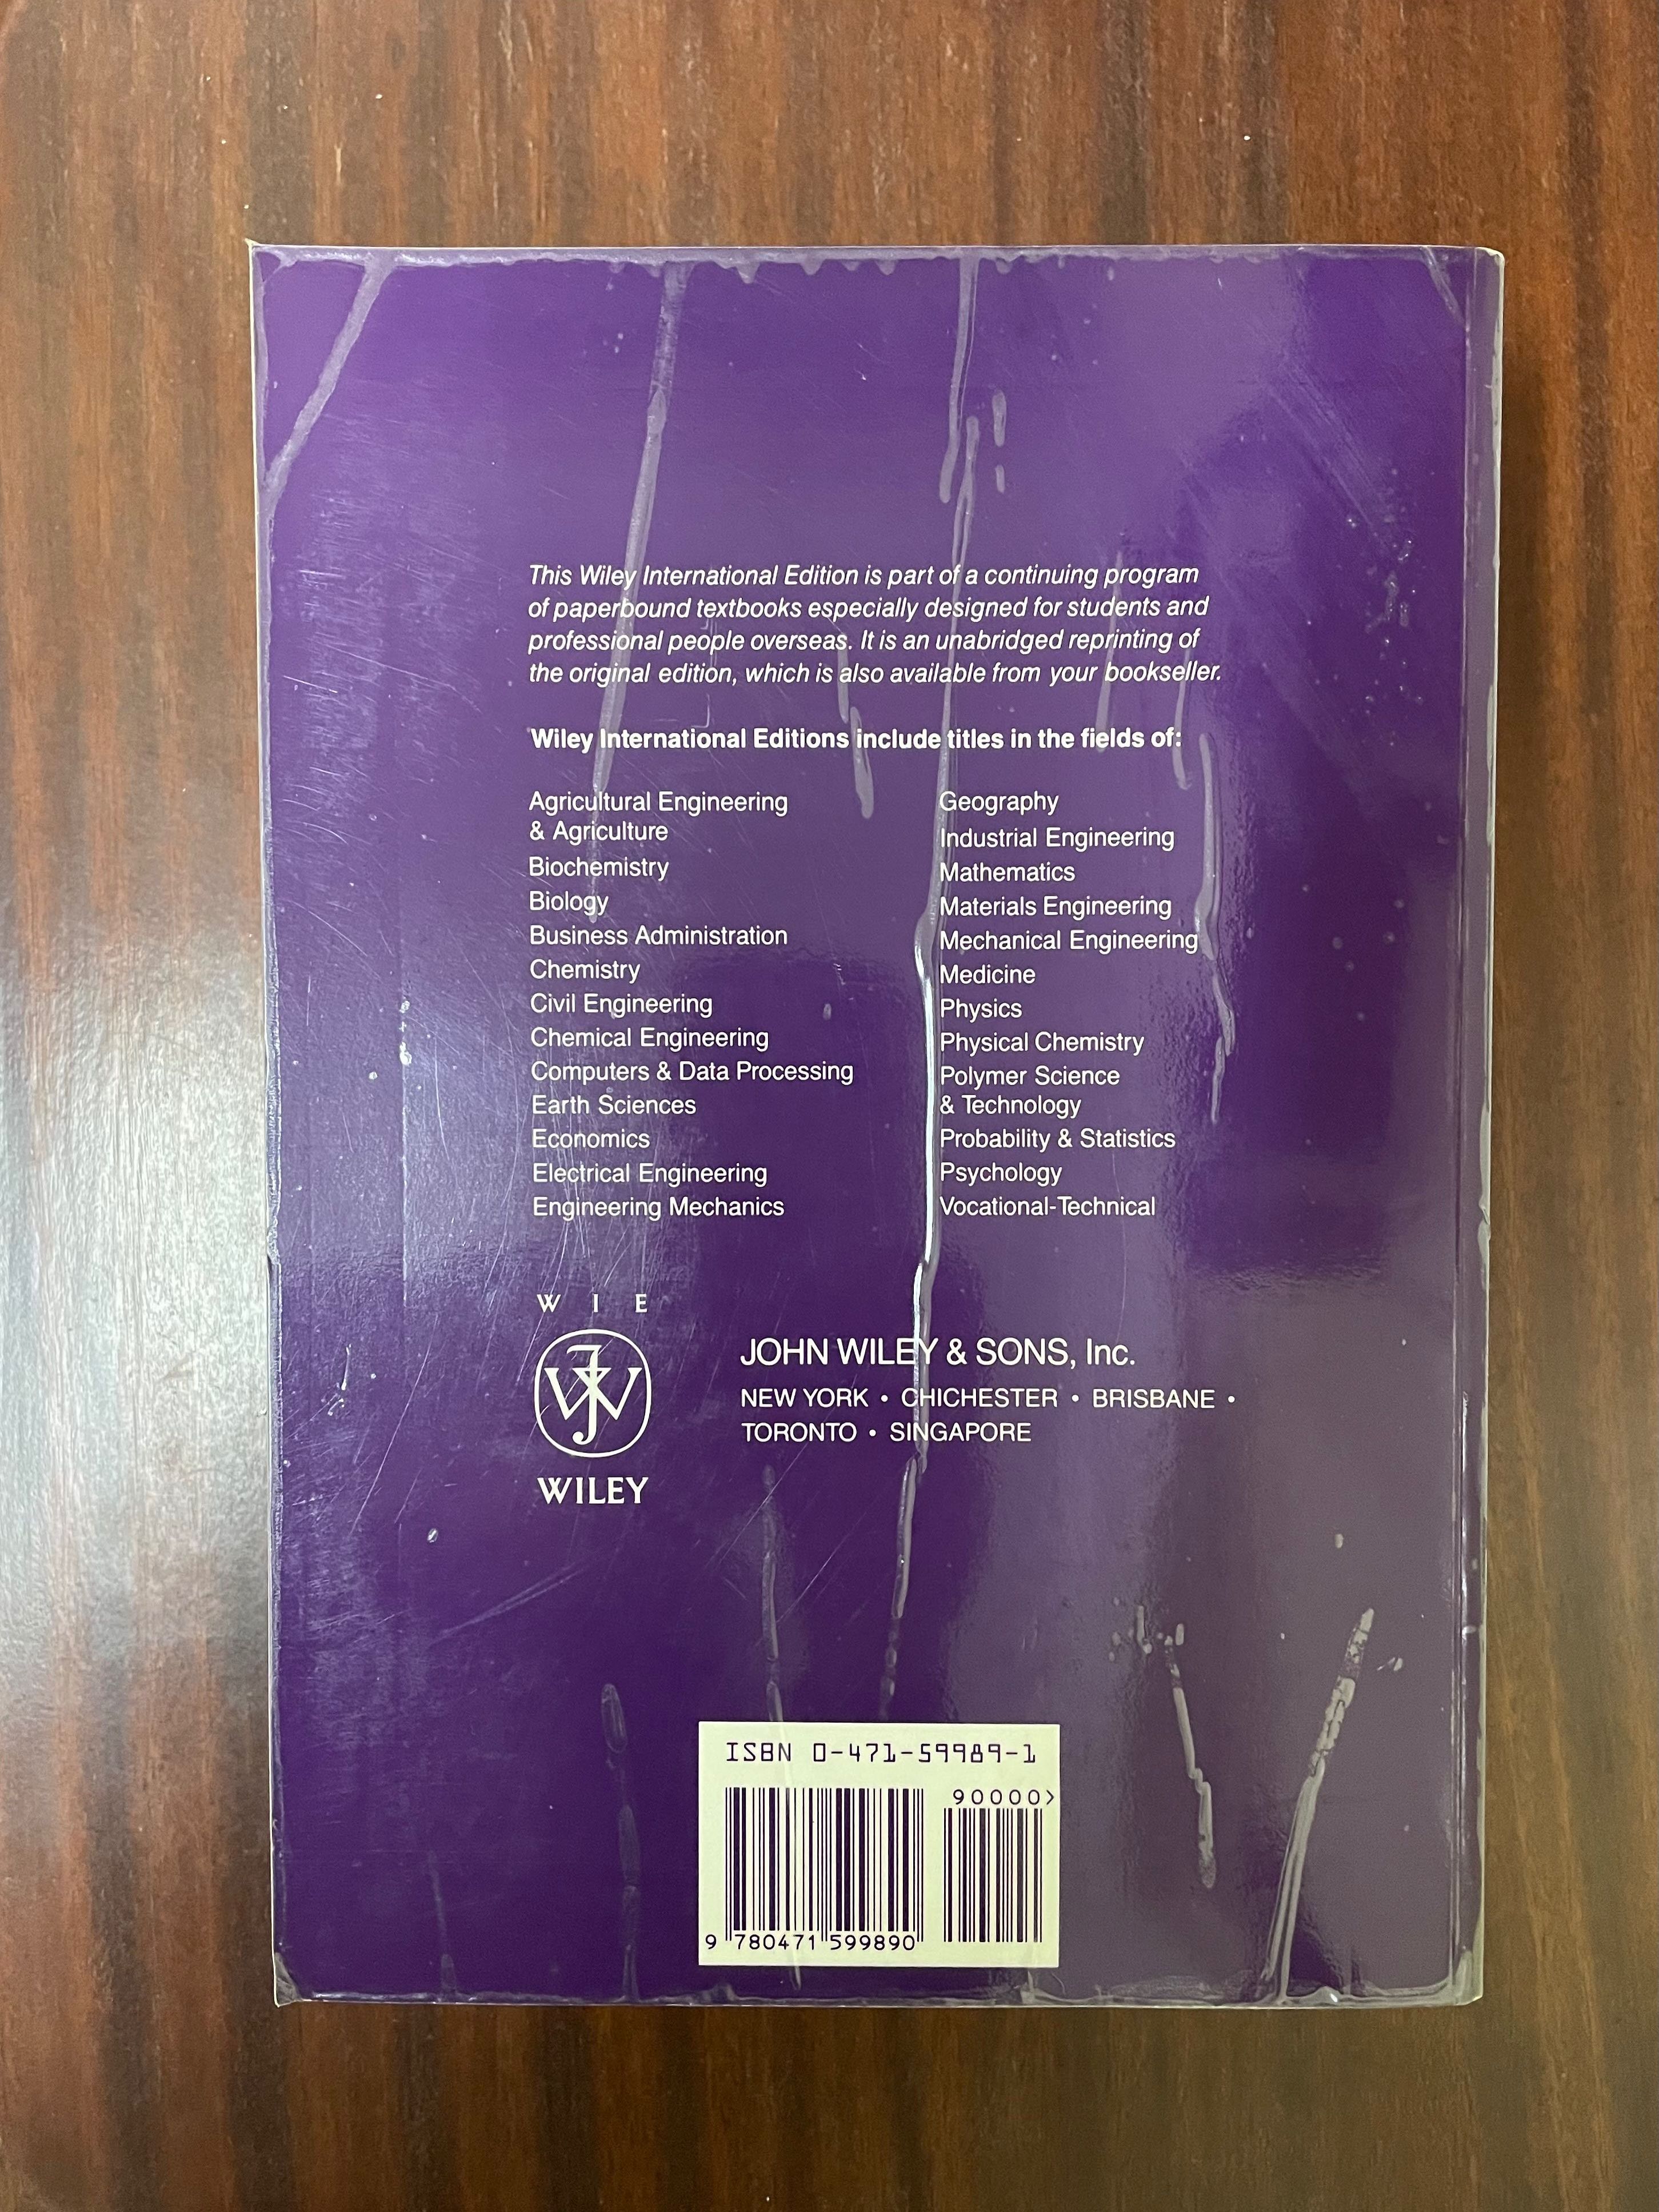 This Wiley International Edition is part of a continuing program
of paperbound textbooks especially designed for students and
professional people overseas. It is an unabridged reprinting of
the original edition, which is also available from your bookseller.
Wiley International Editions include titles in the fields of:
Agricultural Engineering
& Agriculture
Biochemistry
Biology
Business Administration
Chemistry
Civil Engineering
Chemical Engineering
Computers & Data Processing
Earth Sciences
Economics
Electrical Engineering
Engineering Mechanics
Geography
Industrial Engineering
Mathematics
Materials Engineering
Mechanical Engineering
Medicine
Physics
Physical Chemistry
Polymer Science
& Technology
Probability & Statistics
Psychology
Vocational-Technical
W I E
JW
WILEY
JOHN WILEY & SONS, Inc.
NEW YORK • CHICHESTER • BRISBANE •
TORONTO • SINGAPORE
ISBN 0-471-59989-1
90000>
9 780471 599890